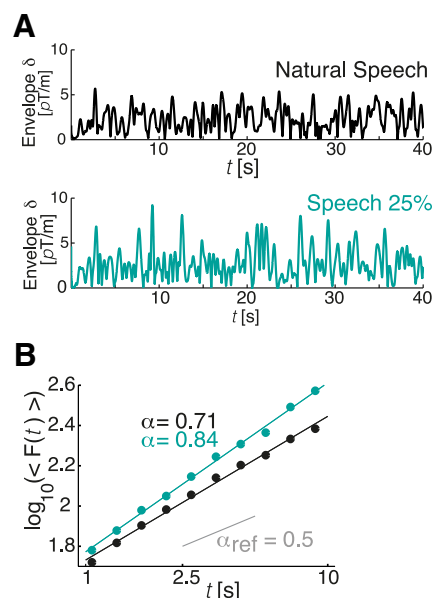 A
Envelope δ
[pT/m]
10
5
0
Natural Speech
10
20
30
40
t [s]
Envelope δ
[pT/m]
10
5
0
Speech 25%
10
20
30
40
t [s]
B
log10(< F(t) >)
2.6
2.4
2.2
2
1.8
α= 0.71
α= 0.84
αref = 0.5
1
2.5
10
t [s]